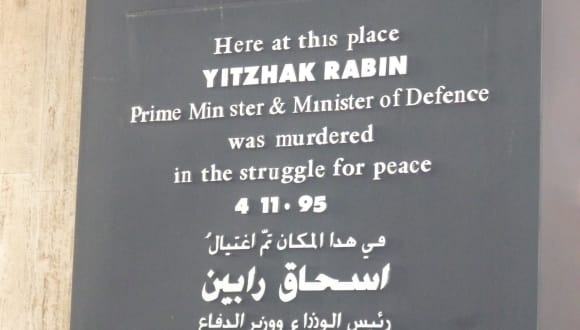 Here at this place
YITZHAK RABIN
Prime Min ster & Minister of Defence
was murdered
in the struggle for peace
4 11 • 95
في هدا المكان تمّ اغتيالُ
اسحاق رابين
رئيس الوزراء ووزير الدفاع